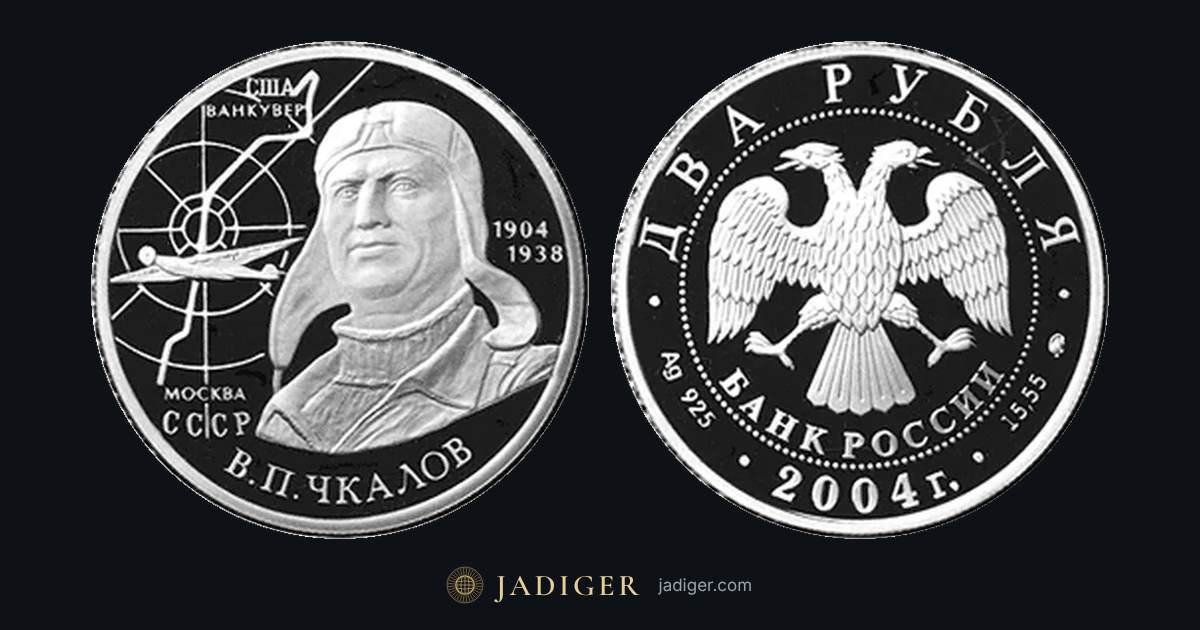 США
ВАНКУВЕР
1904
1938
МОСКВА
СССР
В.П.ЧКАЛОВ
ДВА РУБЛЯ
Ag 925
БАНК РОССИИ
15,55
2004г.
JADIGER jadiger.com